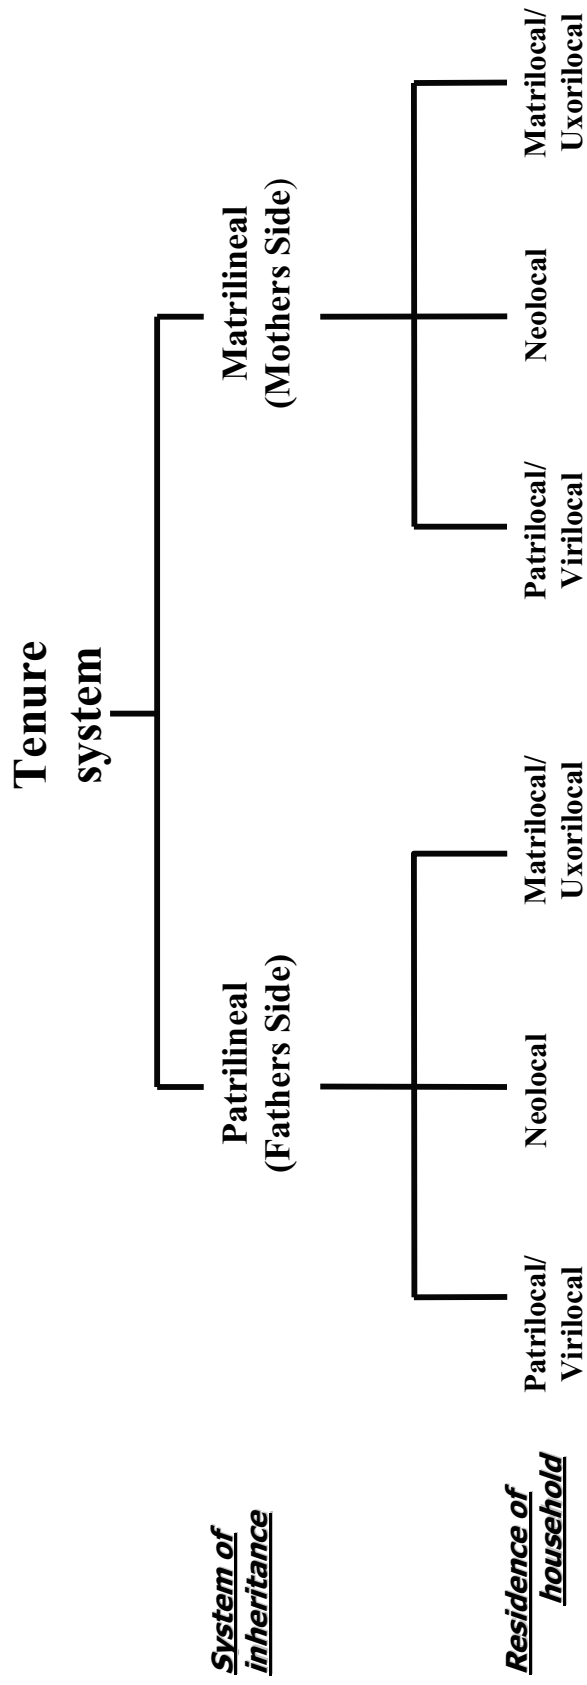 Tenure
system
System of
inheritance
Patrilineal
(Fathers Side)
Matrilineal
(Mothers Side)
Residence of
household
Patrilocal/
Virilocal
Neolocal
Matrilocal/
Uxorilocal
Patrilocal/
Virilocal
Neolocal
Matrilocal/
Uxorilocal